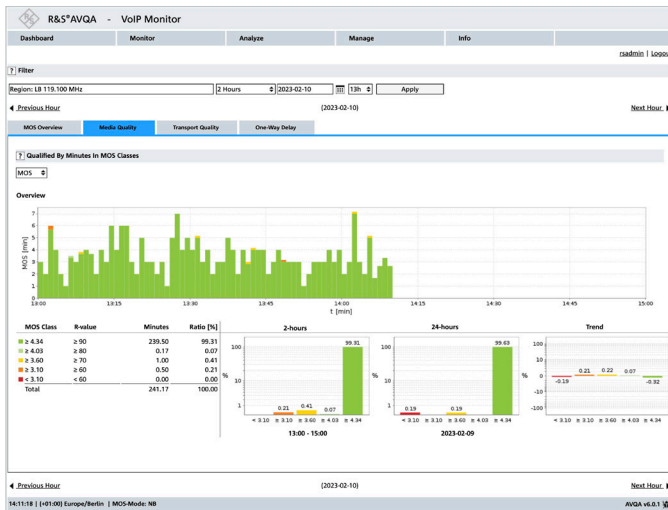 R&S®AVQA - VoIP Monitor
Dashboard Monitor Analyze Manage Info
rsadmin | Logou
? Filter
Region: LB 119.100 MHz 2 Hours 2023-02-10 13h Apply
Previous Hour (2023-02-10) Next Hour
MOS Overview Media Quality Transport Quality One-Way Delay
? Qualified By Minutes In MOS Classes
MOS
Overview
7
6
5
4
3
2
1
0
MOS [min]
13:00 13:15 13:30 13:45 14:00 14:15 14:30 14:45 15:00
t [min]
MOS Class R-value Minutes Ratio [%]
≥ 4.34 ≥ 90 239.50 99.31
≥ 4.03 ≥ 80 0.17 0.07
≥ 3.60 ≥ 70 1.00 0.41
≥ 3.10 ≥ 60 0.50 0.21
< 3.10 < 60 0.00 0.00
Total 241.17 100.00
2-hours
%
100
10
1
0.21 0.41 0.07 99.31
< 3.10 ≥ 3.10 ≥ 3.60 ≥ 4.03 ≥ 4.34
13:00 - 15:00
24-hours
%
100
10
1
0.19 0.19 99.63
< 3.10 ≥ 3.10 ≥ 3.60 ≥ 4.03 ≥ 4.34
2023-02-09
Trend
%
100
10
0
-10
-100
-0.19 0.21 0.22 0.07 -0.32
< 3.10 ≥ 3.10 ≥ 3.60 ≥ 4.03 ≥ 4.34
Previous Hour (2023-02-10) Next Hour
14:11:18 | (+01:00) Europe/Berlin | MOS-Mode: NB AVQA v6.0.1